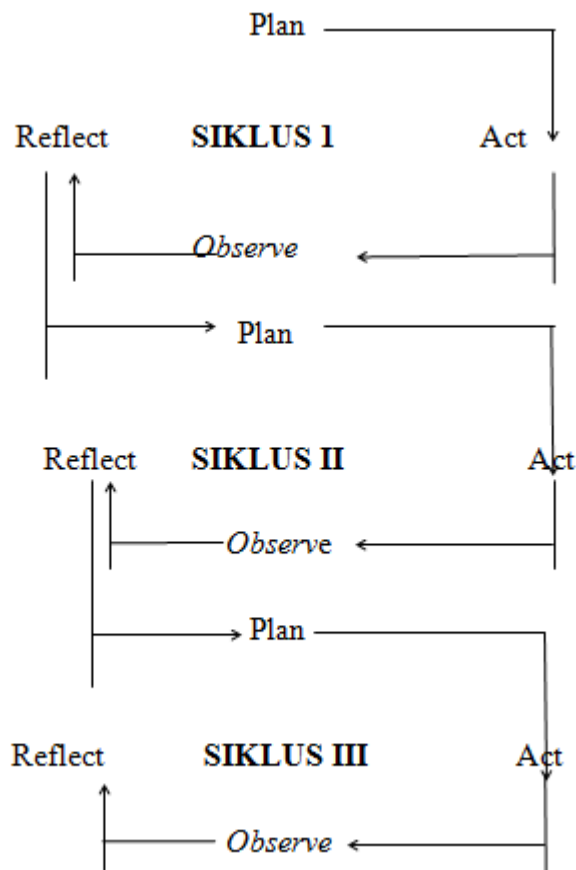 Plan
Reflect SIKLUS 1 Act
Observe
Plan
Reflect SIKLUS II Act
Observe
Plan
Reflect SIKLUS III Act
Observe